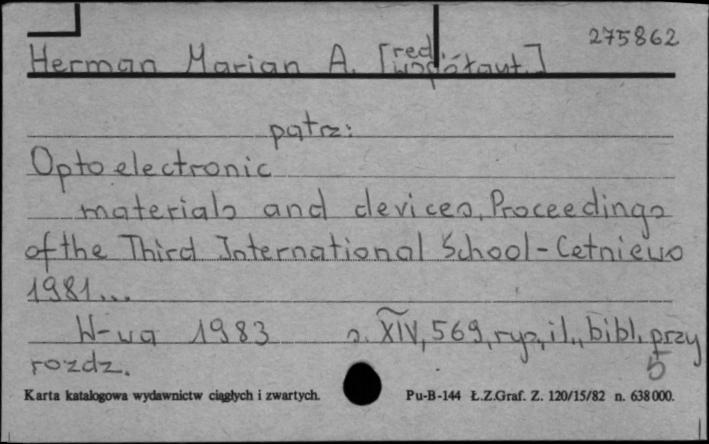 275862
Herman Marian A. [red. współaut.]
patrz:
Optoelectronic
materials and devices. Proceedings
of the Third International School - Cetniewo
1981...
W-wa 1983 s. XIV, 569, rys., il., bibl. przy
rozdz. 5
Karta katalogowa wydawnictw ciągłych i zwartych. Pu-B-144 Ł.Z.Graf. Z. 120/15/82 n. 638000.